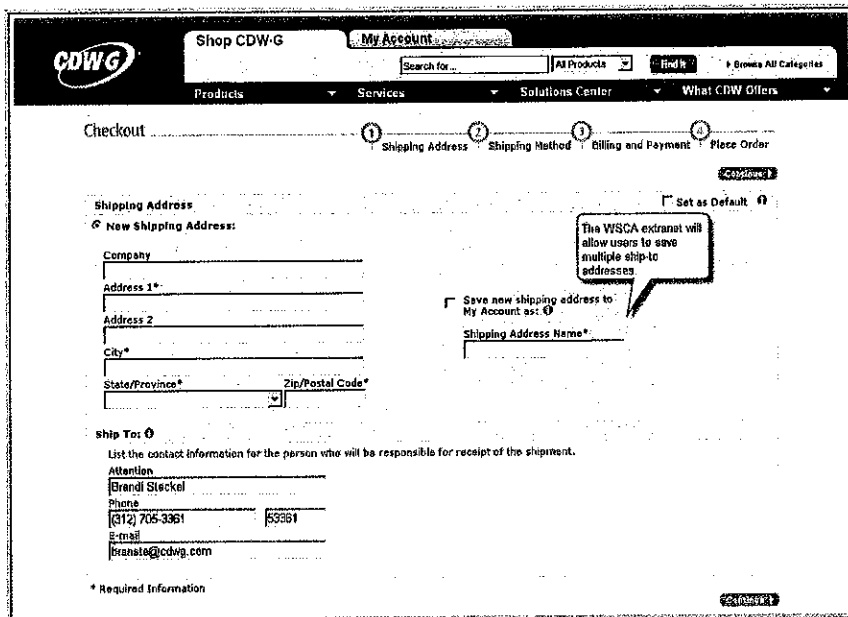 Shop CDW·G
My Account
CDWG
Search for...
All Products
Find It
Browse All Categories
Products
Services
Solutions Center
What CDW Offers
Checkout
1
2
3
4
Shipping Address
Shipping Method
Billing and Payment
Place Order
Continue
Shipping Address
Set as Default
New Shipping Address:
The WSCA extranet will
allow users to save
multiple ship-to
addresses.
Company
Address 1*
Address 2
Save new shipping address to
My Account as:
Shipping Address Name*
City*
State/Province*
Zip/Postal Code*
Ship To:
List the contact information for the person who will be responsible for receipt of the shipment.
Attention
Brandi Steckel
Phone
(312) 705-3361
53361
E-mail
branste@cdwg.com
* Required Information
Continue